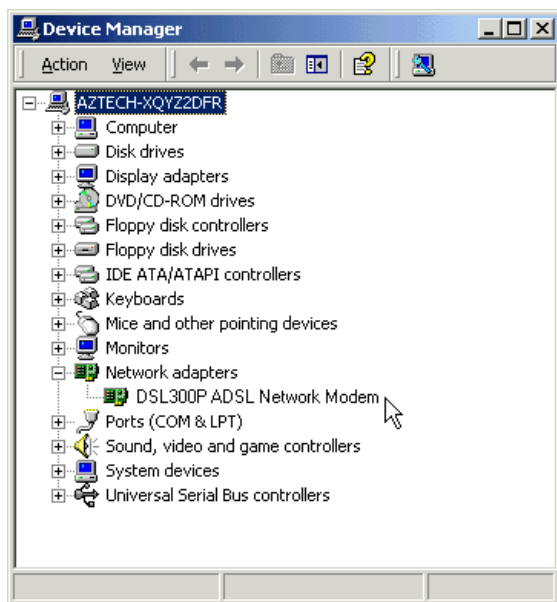 Device Manager
Action View
AZTECH-XQYZ2DFR
Computer
Disk drives
Display adapters
DVD/CD-ROM drives
Floppy disk controllers
Floppy disk drives
IDE ATA/ATAPI controllers
Keyboards
Mice and other pointing devices
Monitors
Network adapters
DSL300P ADSL Network Modem
Ports (COM & LPT)
Sound, video and game controllers
System devices
Universal Serial Bus controllers